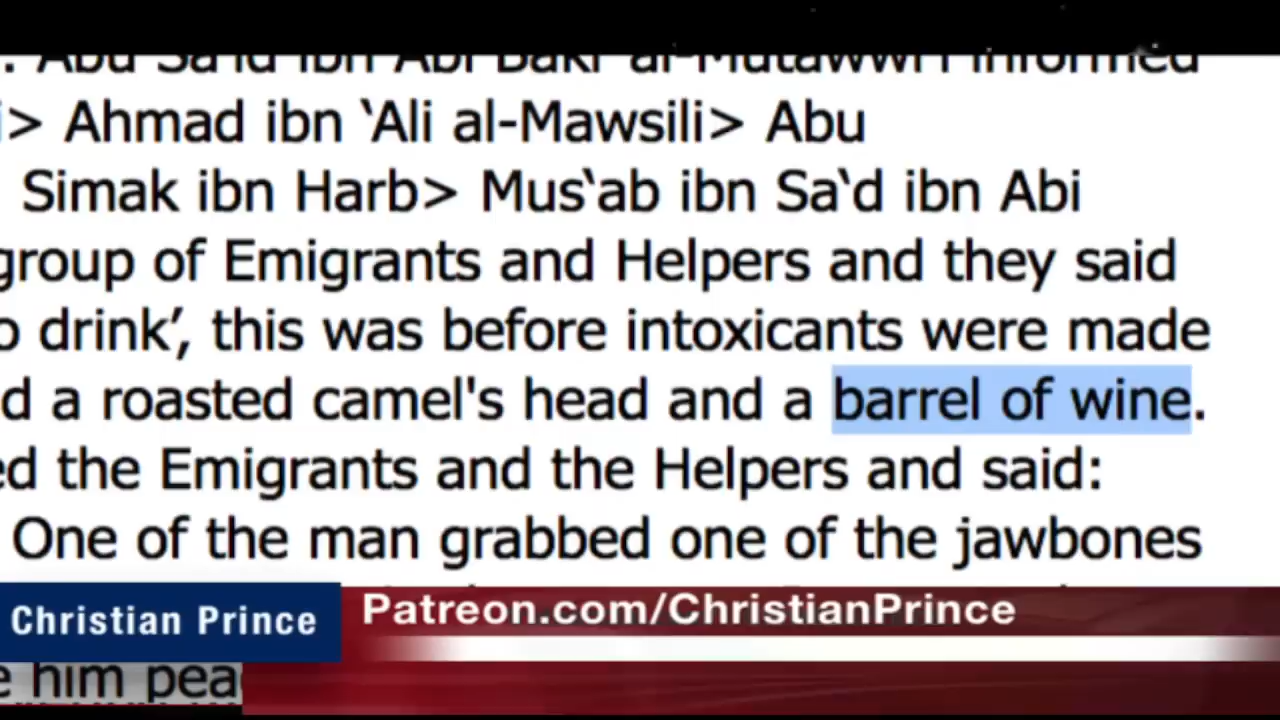 . Abu Sa'id ibn Abi Bakr al-Mutawwi'i informed
i> Ahmad ibn ‘Ali al-Mawsili> Abu
Simak ibn Harb> Mus‘ab ibn Sa‘d ibn Abi
group of Emigrants and Helpers and they said
o drink’, this was before intoxicants were made
d a roasted camel's head and a barrel of wine.
ed the Emigrants and the Helpers and said:
One of the man grabbed one of the jawbones
Christian Prince
Patreon.com/ChristianPrince
e him pea